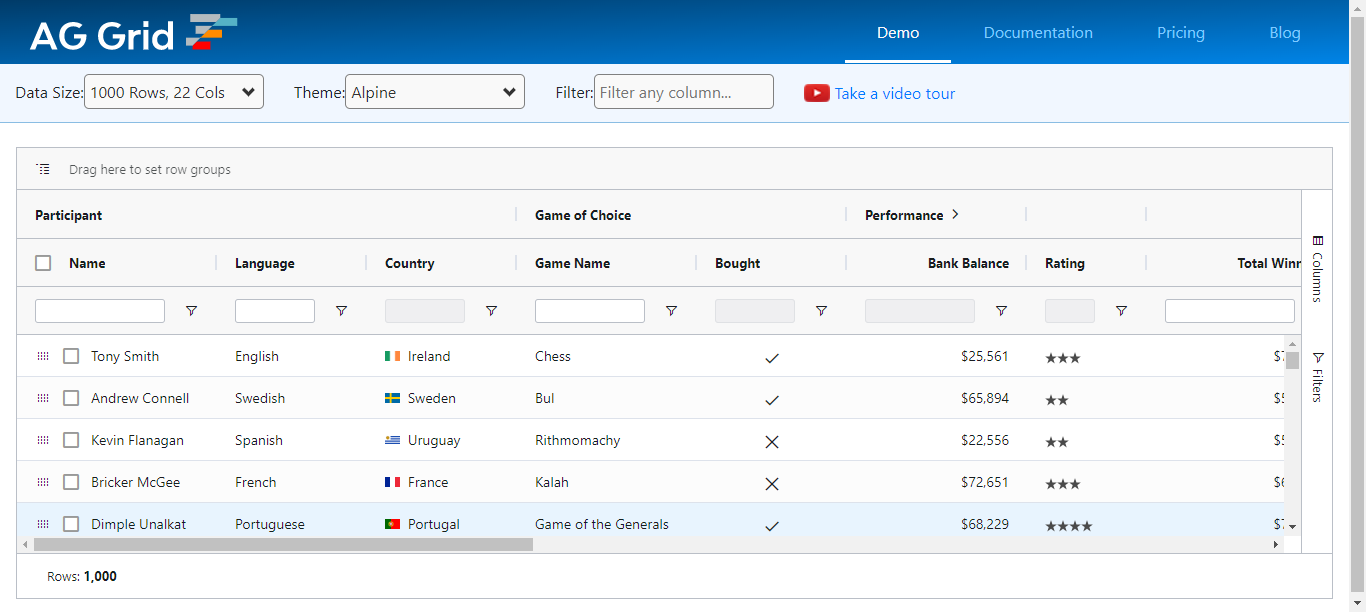 AG Grid Demo Documentation Pricing Blog
Data Size: 1000 Rows, 22 Cols Theme: Alpine Filter: Filter any column... Take a video tour
Drag here to set row groups
Participant Game of Choice Performance
Name Language Country Game Name Bought Bank Balance Rating Total Winn
Columns
Tony Smith English Ireland Chess $25,561 ★★★ $7
Andrew Connell Swedish Sweden Bul $65,894 ★★ $5
Filters
Kevin Flanagan Spanish Uruguay Rithmomachy $22,556 ★★ $5
Bricker McGee French France Kalah $72,651 ★★★ $6
Dimple Unalkat Portuguese Portugal Game of the Generals $68,229 ★★★★ $7
Rows: 1,000